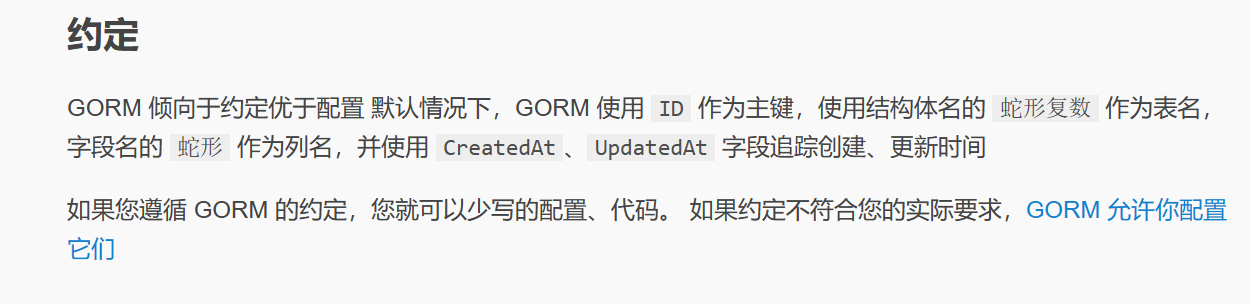 约定
GORM 倾向于约定优于配置 默认情况下，GORM 使用 ID 作为主键，使用结构体名的 蛇形复数 作为表名，
字段名的 蛇形 作为列名，并使用 CreatedAt、UpdatedAt 字段追踪创建、更新时间
如果您遵循 GORM 的约定，您就可以少写的配置、代码。 如果约定不符合您的实际要求，GORM 允许你配置
它们